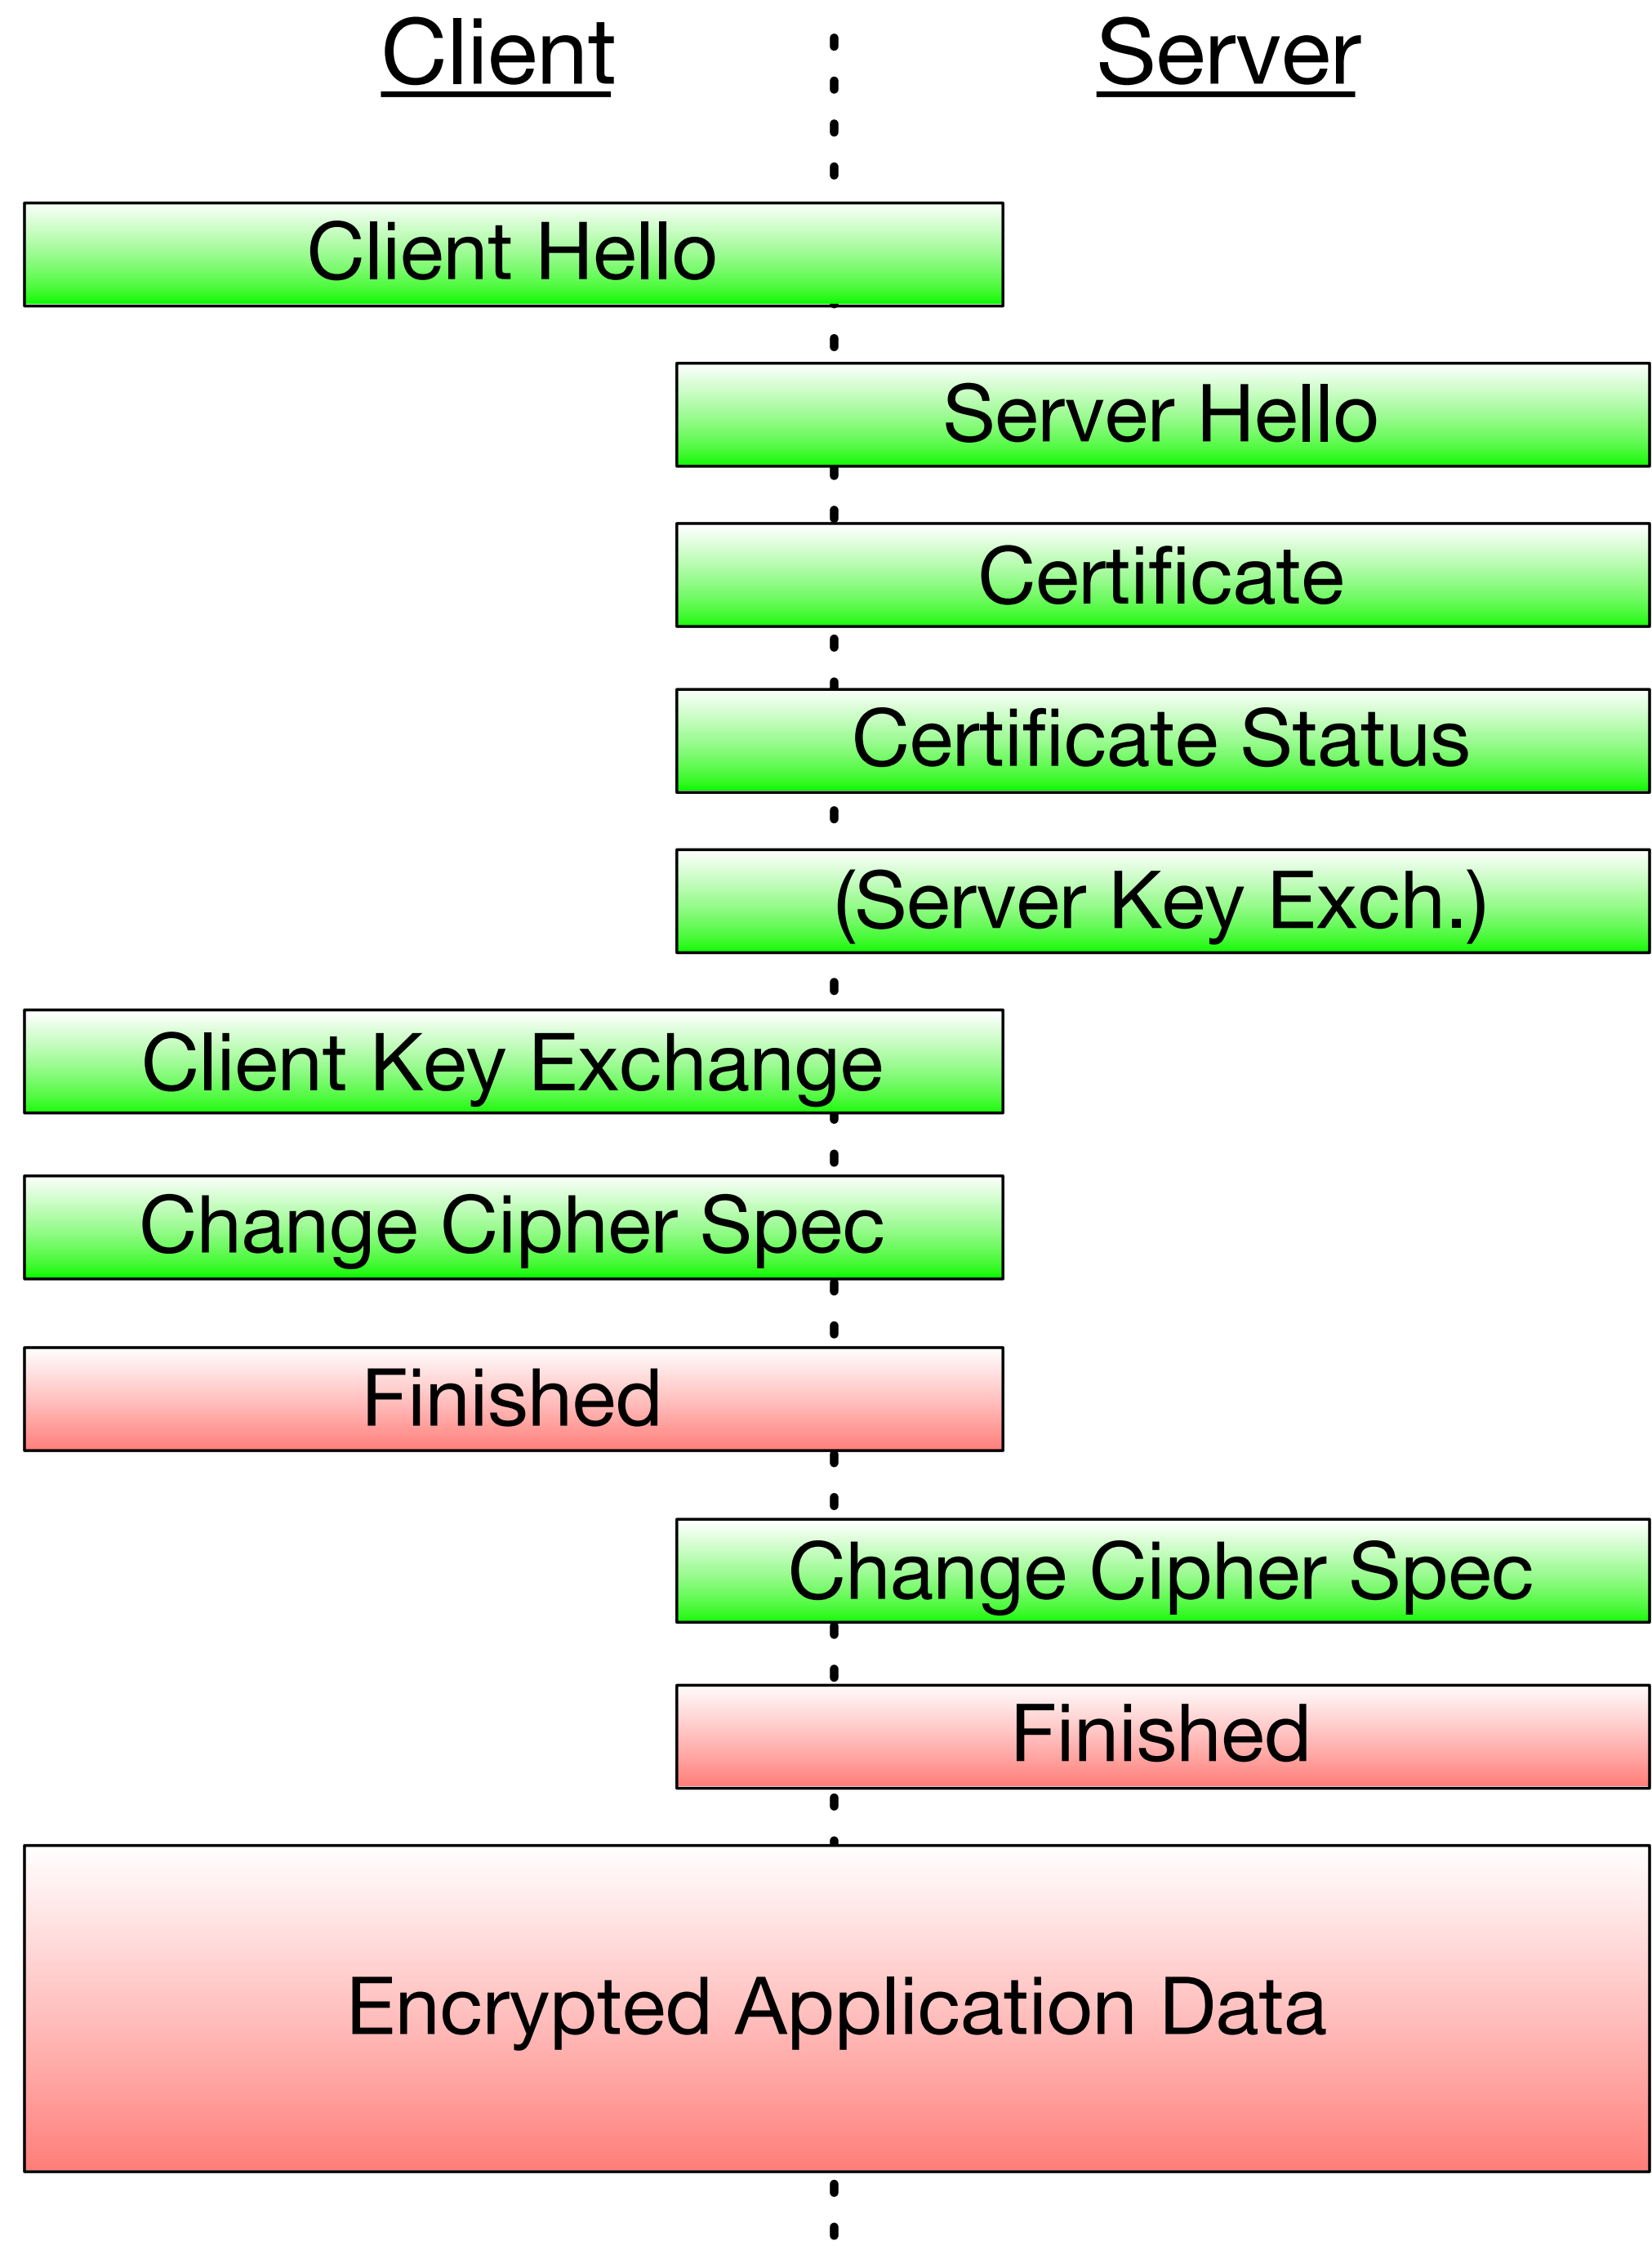 Client
Server
Client Hello
Server Hello
Certificate
Certificate Status
(Server Key Exch.)
Client Key Exchange
Change Cipher Spec
Finished
Change Cipher Spec
Finished
Encrypted Application Data